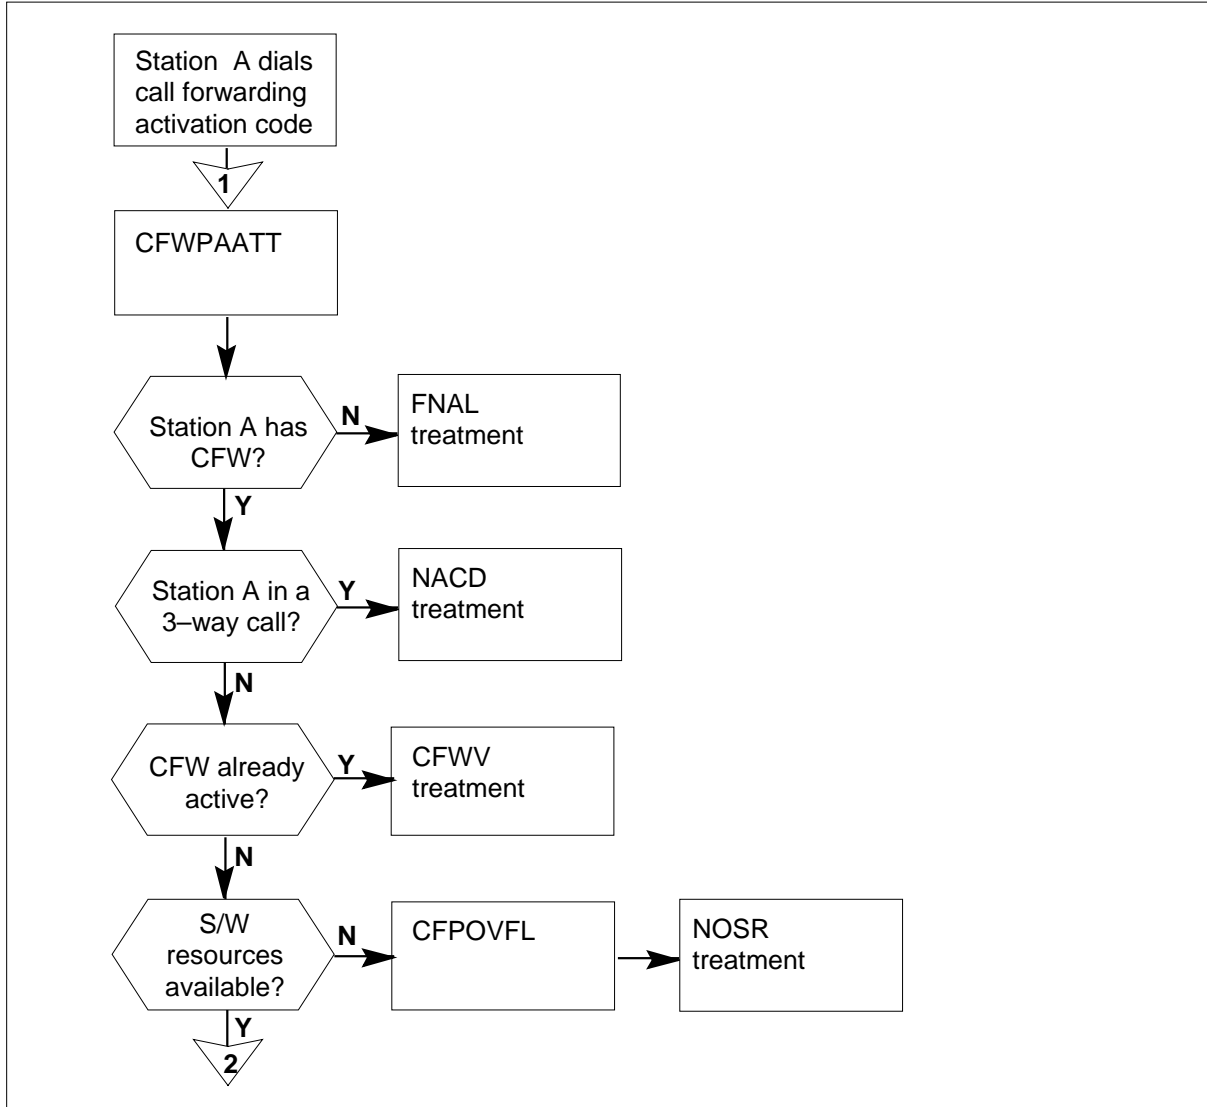 Station A dials
call forwarding
activation code
1
CFWPAATT
Station A has
CFW?
N
FNAL
treatment
Y
Station A in a
3–way call?
Y
NACD
treatment
N
CFW already
active?
Y
CFWV
treatment
N
S/W
resources
available?
N
CFPOVFL
NOSR
treatment
Y
2